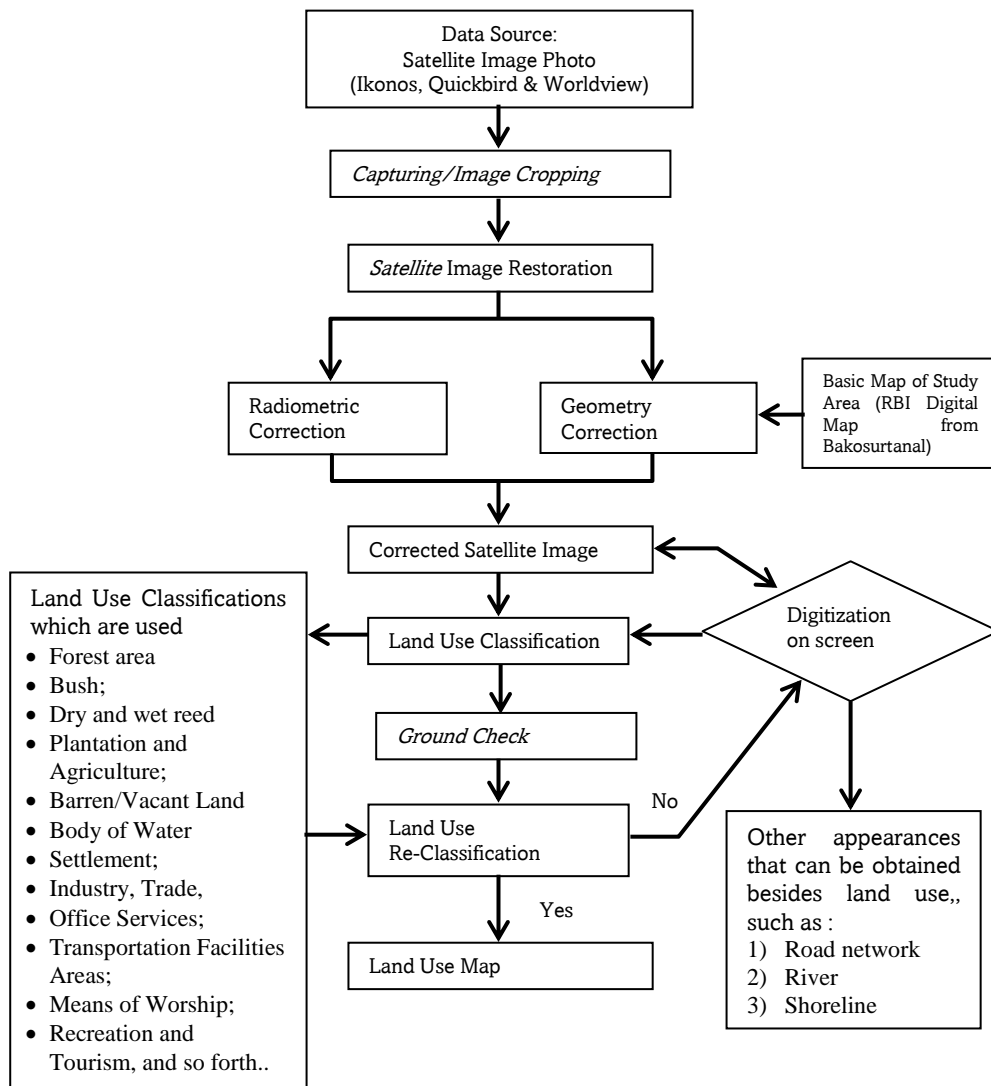 Data Source:
Satellite Image Photo
(Ikonos, Quickbird & Worldview)
Capturing/Image Cropping
Satellite Image Restoration
Radiometric
Correction
Geometry
Correction
Basic Map of Study
Area (RBI Digital
Map from
Bakosurtanal)
Corrected Satellite Image
Digitization
on screen
Land Use Classification
Land Use Classifications
which are used
• Forest area
• Bush;
• Dry and wet reed
• Plantation and
Agriculture;
• Barren/Vacant Land
• Body of Water
• Settlement;
• Industry, Trade,
• Office Services;
• Transportation Facilities
Areas;
• Means of Worship;
• Recreation and
Tourism, and so forth..
Ground Check
Land Use
Re-Classification
No
Yes
Land Use Map
Other appearances
that can be obtained
besides land use,,
such as :
1) Road network
2) River
3) Shoreline